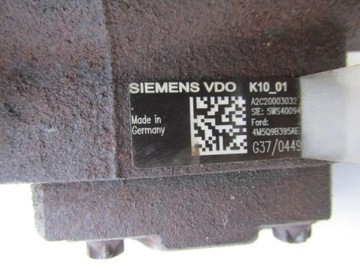 SIEMENS VDO K10_01
A2C20003032
SIE: 5WS40094
Made in
Germany
Ford:
4M5Q9B395AE
G37/0449